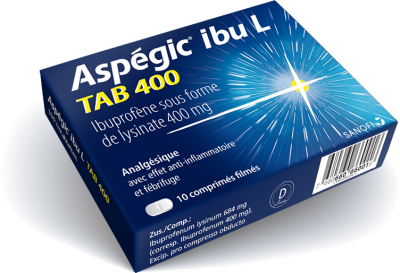 Aspégic® ibu L
TAB 400
Ibuprofène sous forme
de lysinate 400 mg
Analgésique
avec effet anti-inflammatoire
et fébrifuge
10 comprimés filmés
SANOFI
D
Zus./Comp.:
Ibuprofenum lysinum 684 mg
(corresp. Ibuprofenum 400 mg),
Excip. pro compresso obducto
Aspégic® ibu L
TAB 400